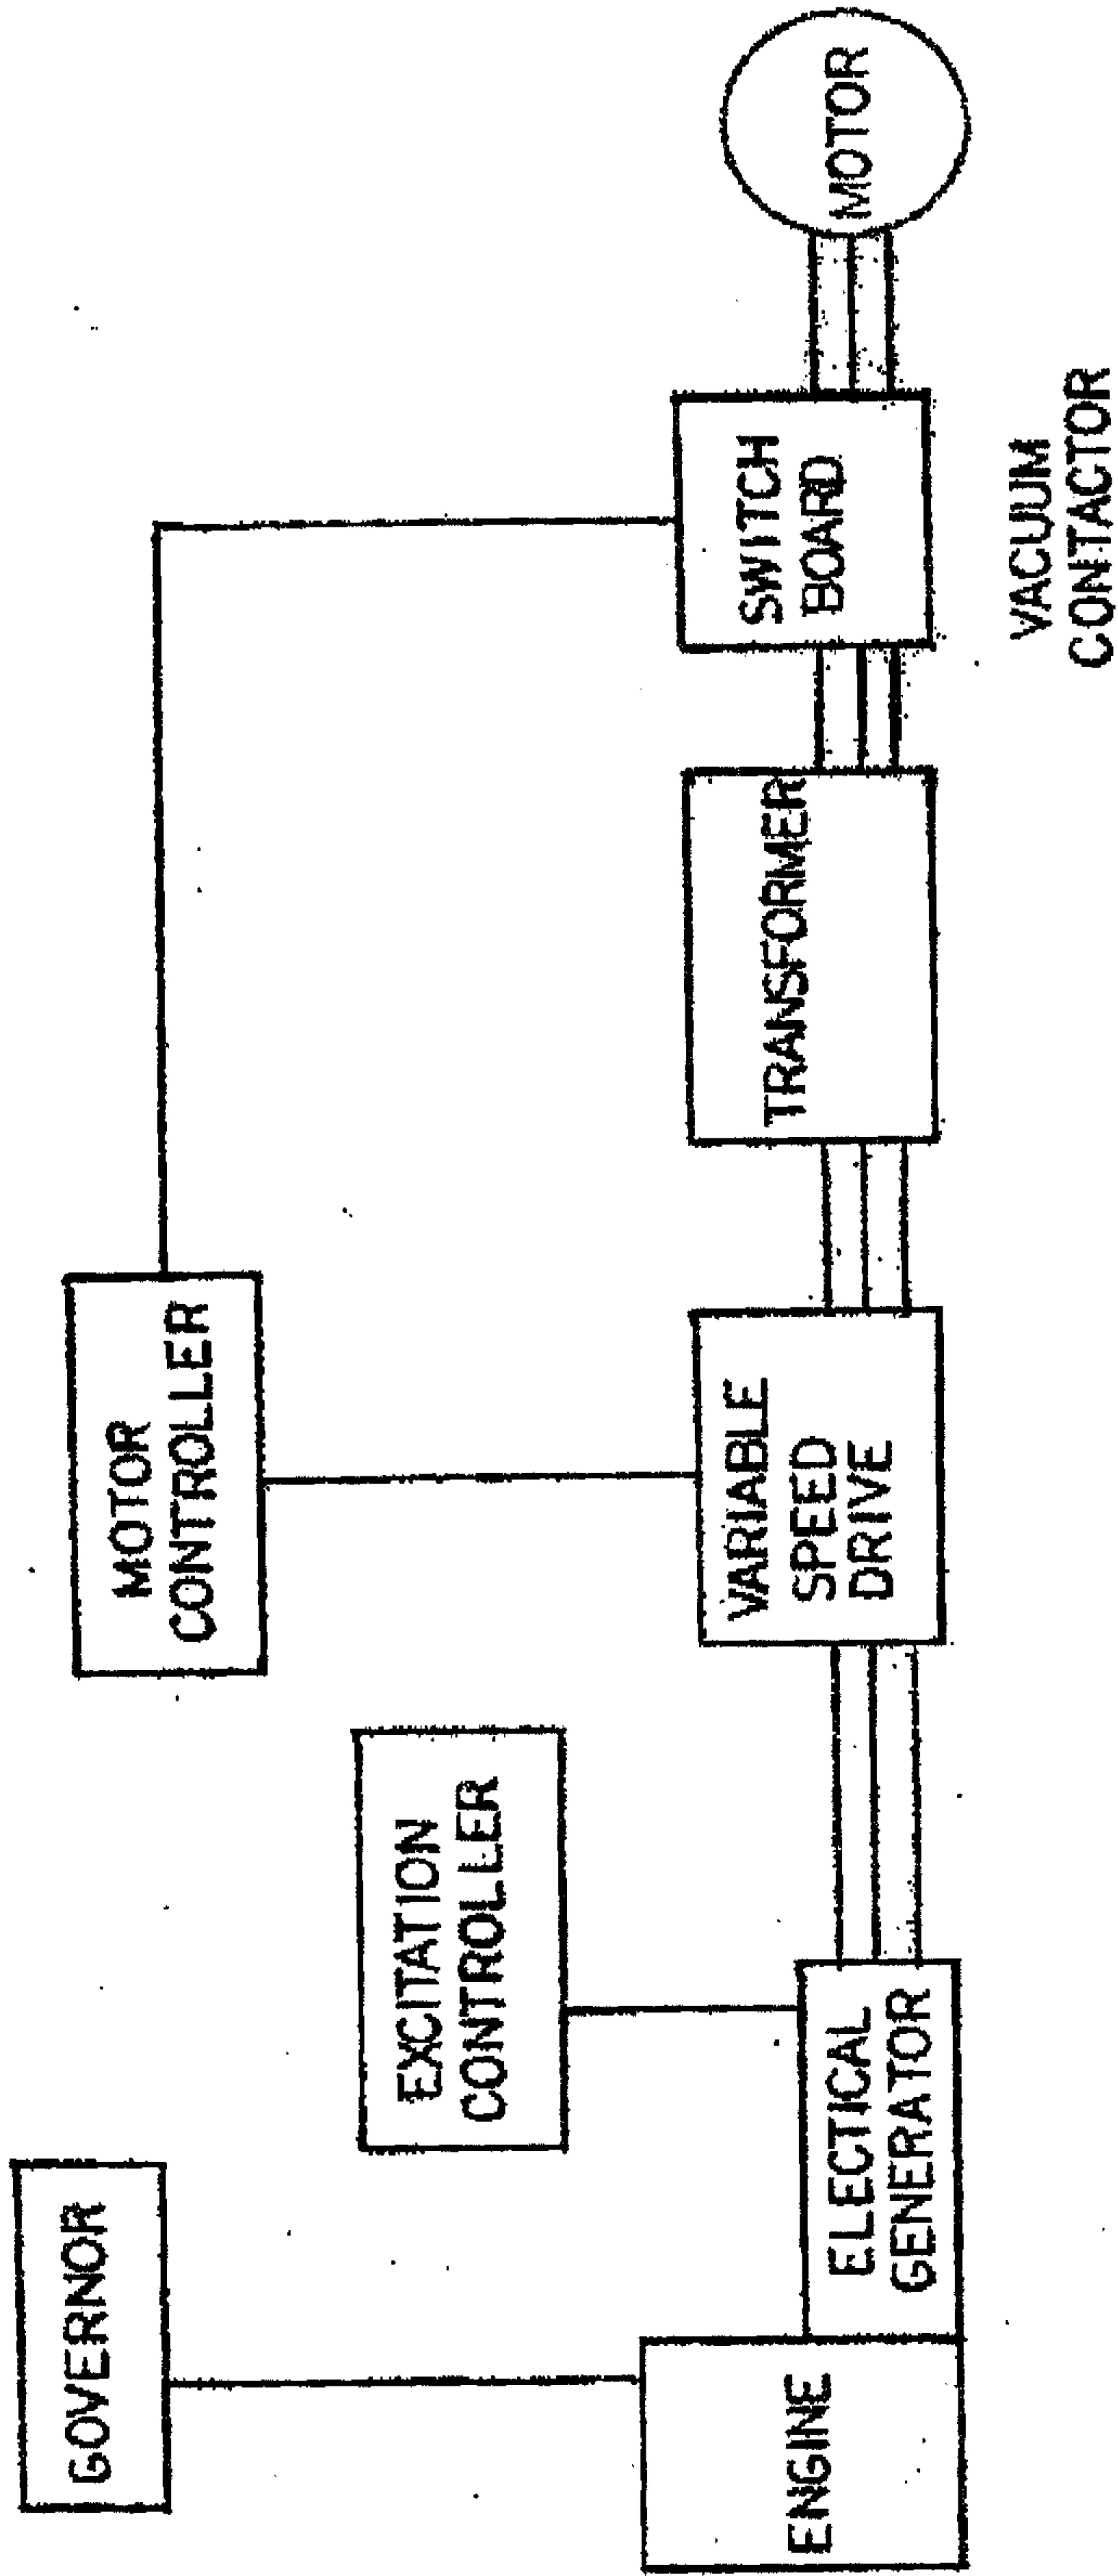 GOVERNOR
EXCITATION
CONTROLLER
MOTOR
CONTROLLER
ENGINE
ELECTICAL
GENERATOR
VARIABLE
SPEED
DRIVE
TRANSFORMER
SWITCH
BOARD
MOTOR
VACUUM
CONTACTOR